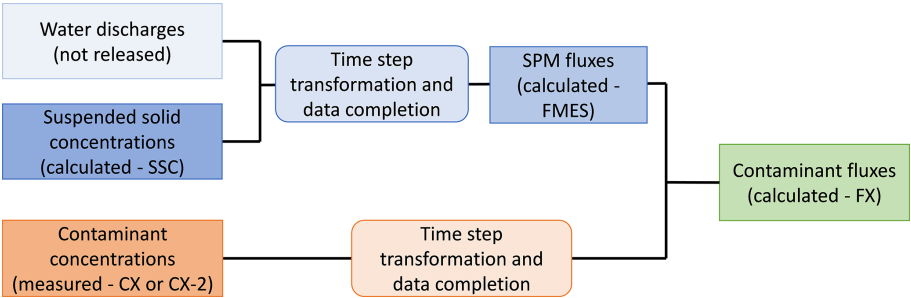 Water discharges
(not released)
Suspended solid
concentrations
(calculated - SSC)
Time step
transformation and
data completion
SPM fluxes
(calculated -
FMES)
Contaminant
concentrations
(measured - CX or CX-2)
Time step
transformation and
data completion
Contaminant fluxes
(calculated - FX)